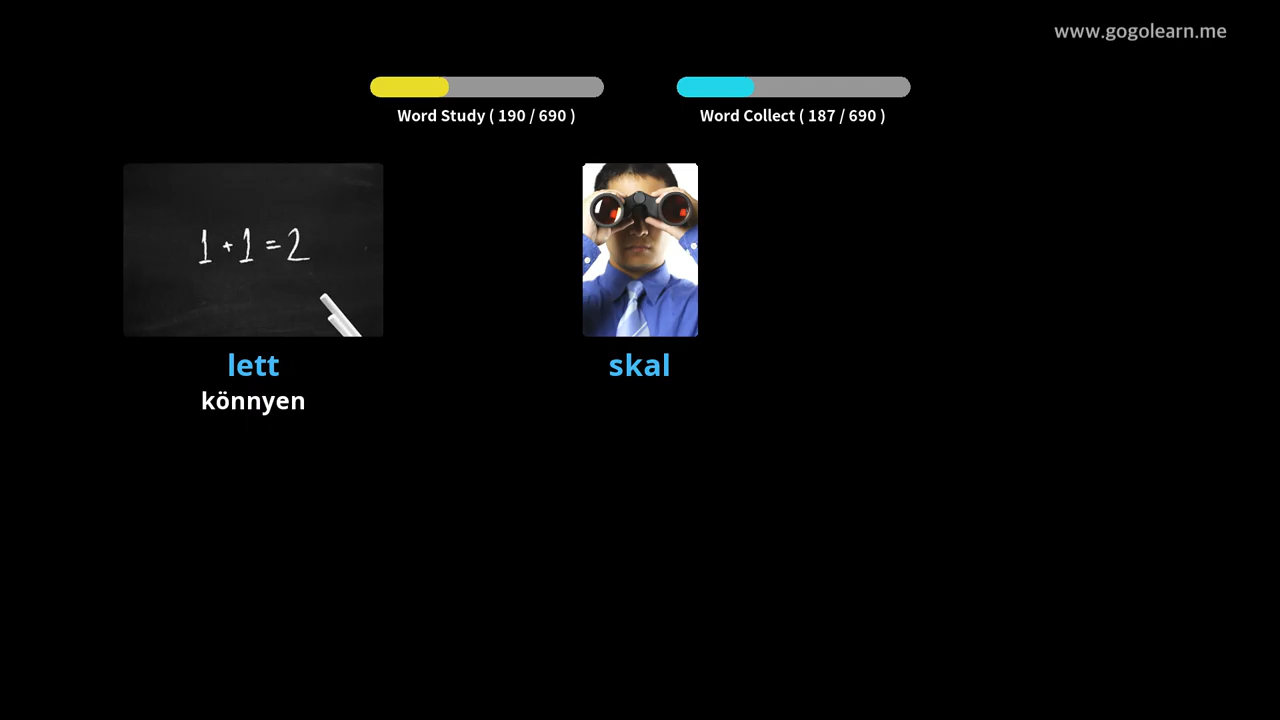 www.gogolearn.me
Word Study ( 190 / 690 )
Word Collect ( 187 / 690 )
1 + 1 = 2
lett
skal
könnyen